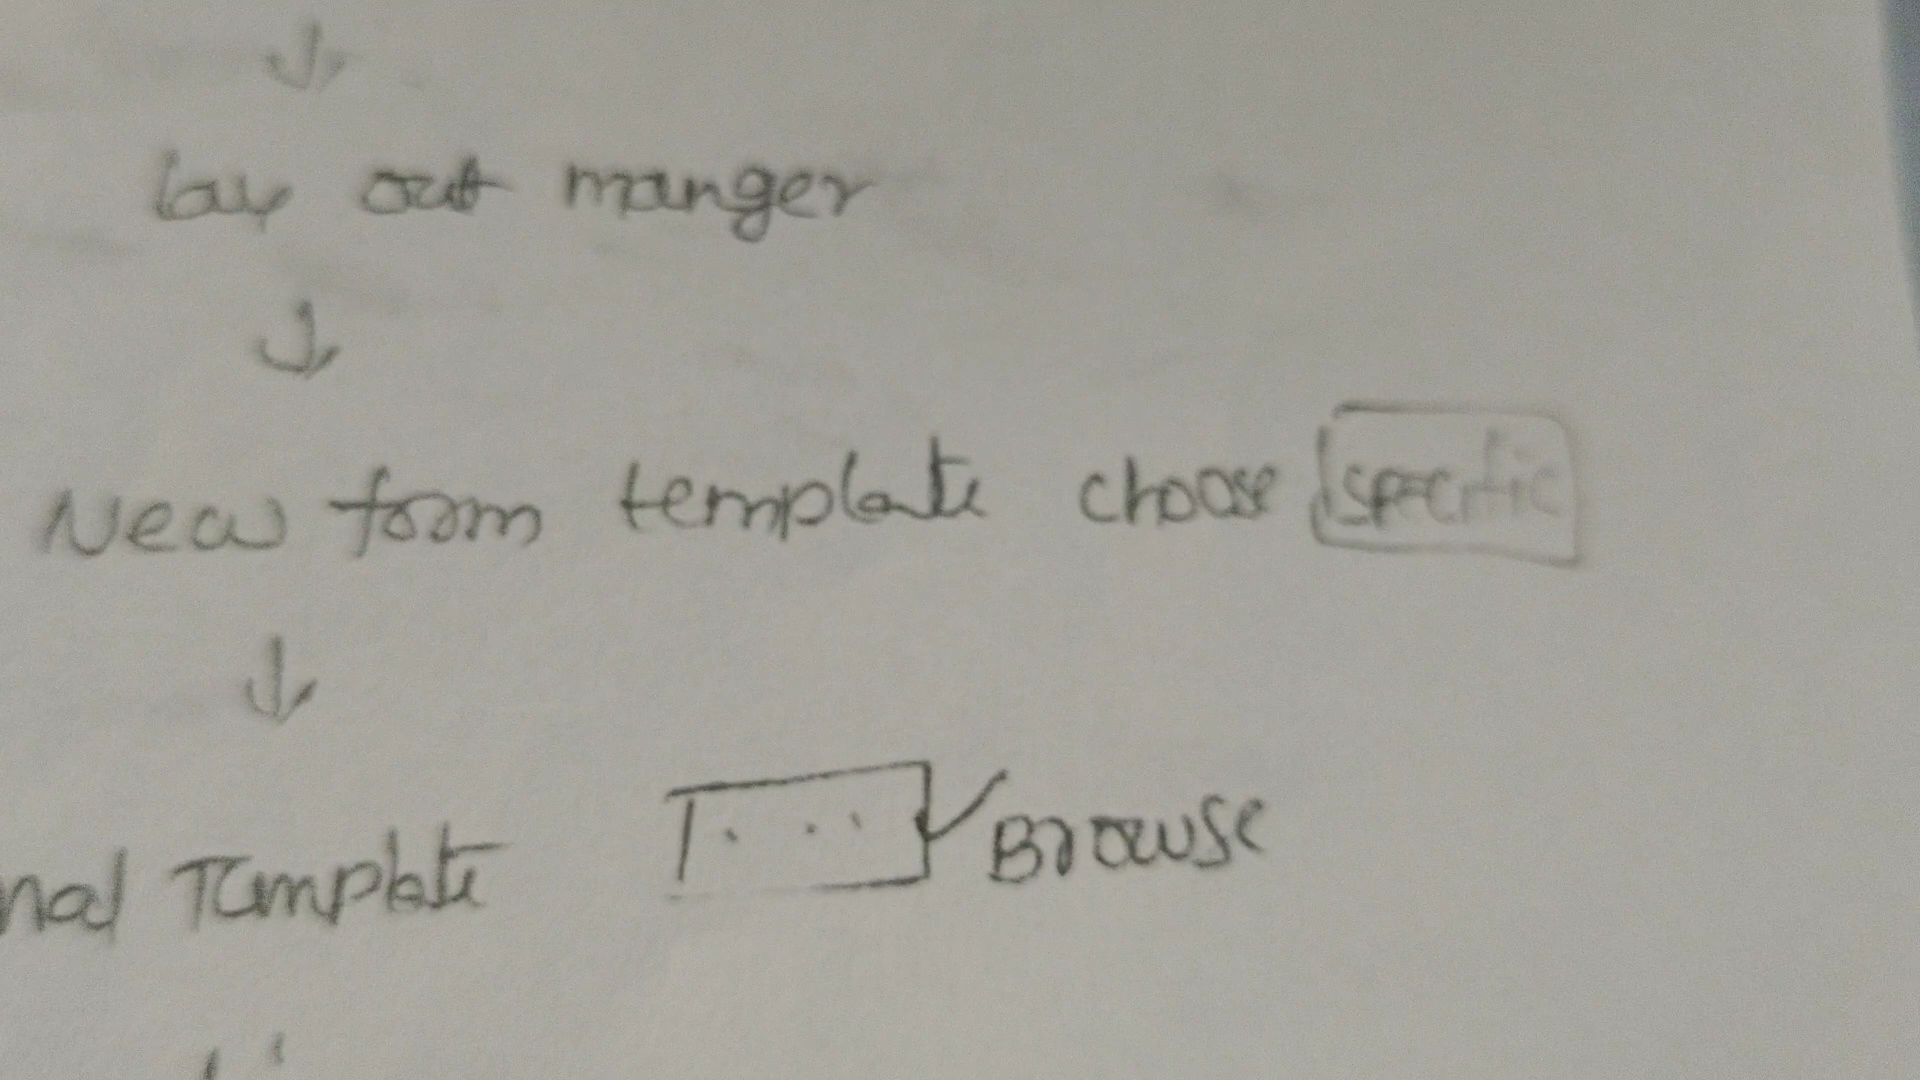 ↓
lay out manger
↓
New form template choose specific
↓
nal Template ... Browse